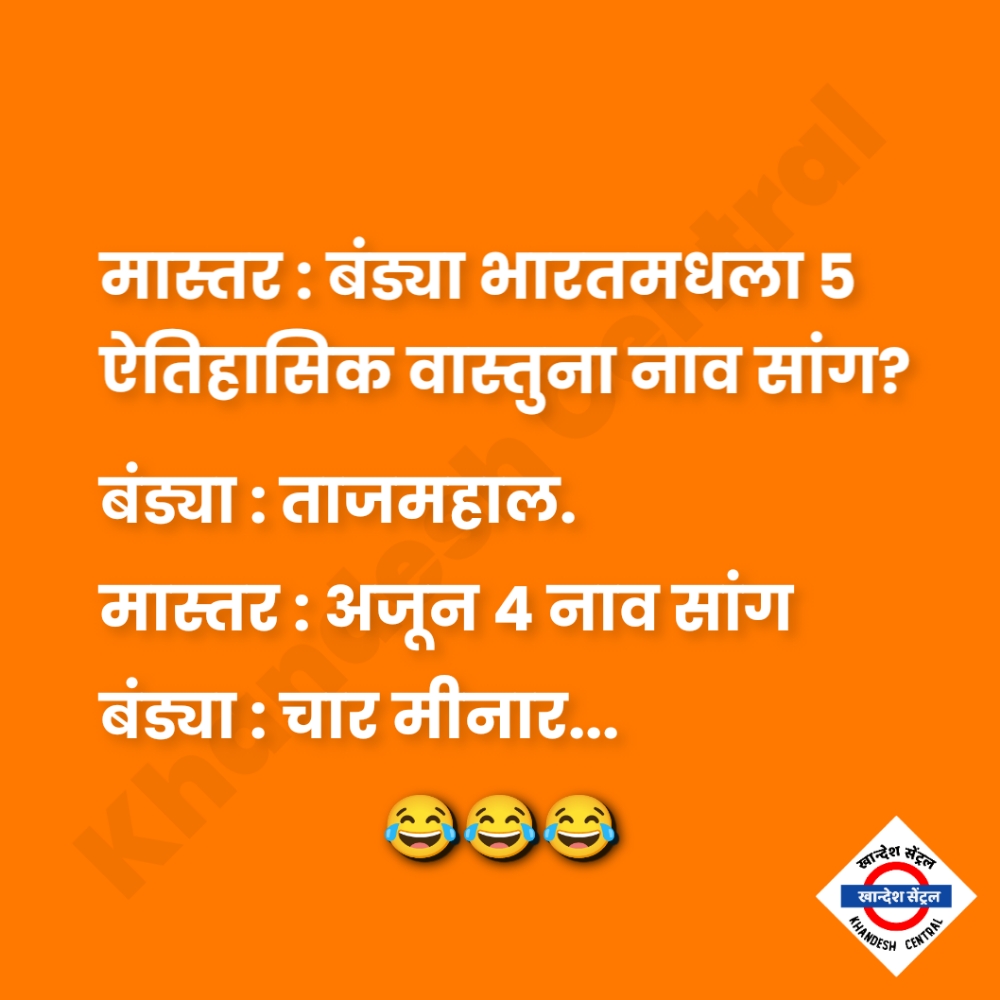 मास्तर : बंड्या भारतमधला 5
ऐतिहासिक वास्तुना नाव सांग?
बंड्या : ताजमहाल.
मास्तर : अजून 4 नाव सांग
बंड्या : चार मीनार...
😂😂😂
Khandesh Central
खान्देश सेंट्रल
खान्देश सेंट्रल
KHANDESH CENTRAL